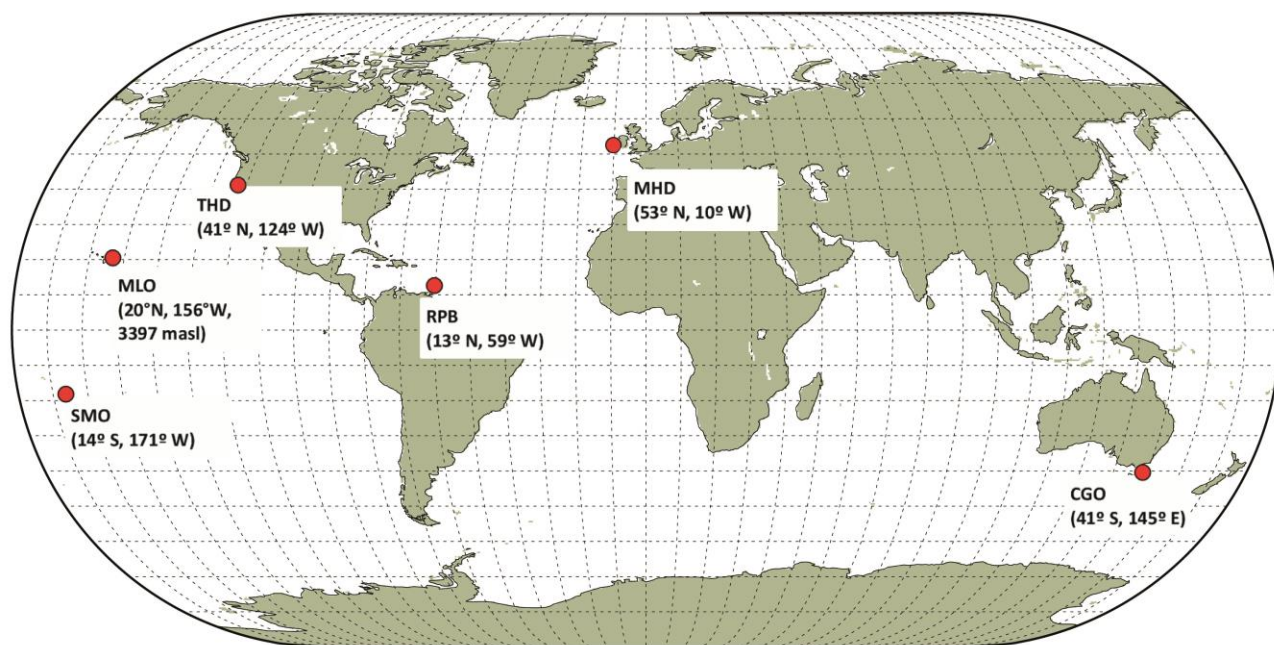 MHD
(53º N, 10º W)
THD
(41º N, 124º W)
MLO
(20°N, 156°W,
3397 masl)
RPB
(13º N, 59º W)
SMO
(14º S, 171º W)
CGO
(41º S, 145º E)